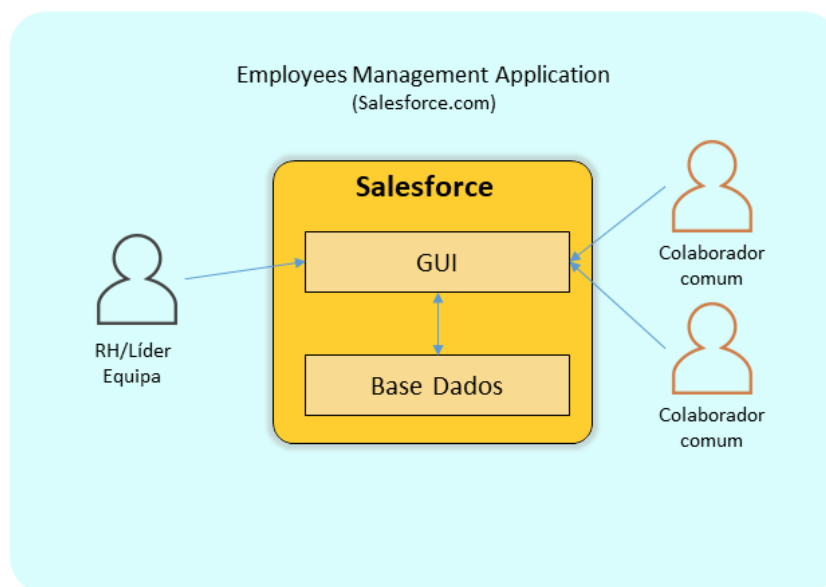 Employees Management Application
(Salesforce.com)
Salesforce
GUI
Base Dados
RH/Líder
Equipa
Colaborador
comum
Colaborador
comum